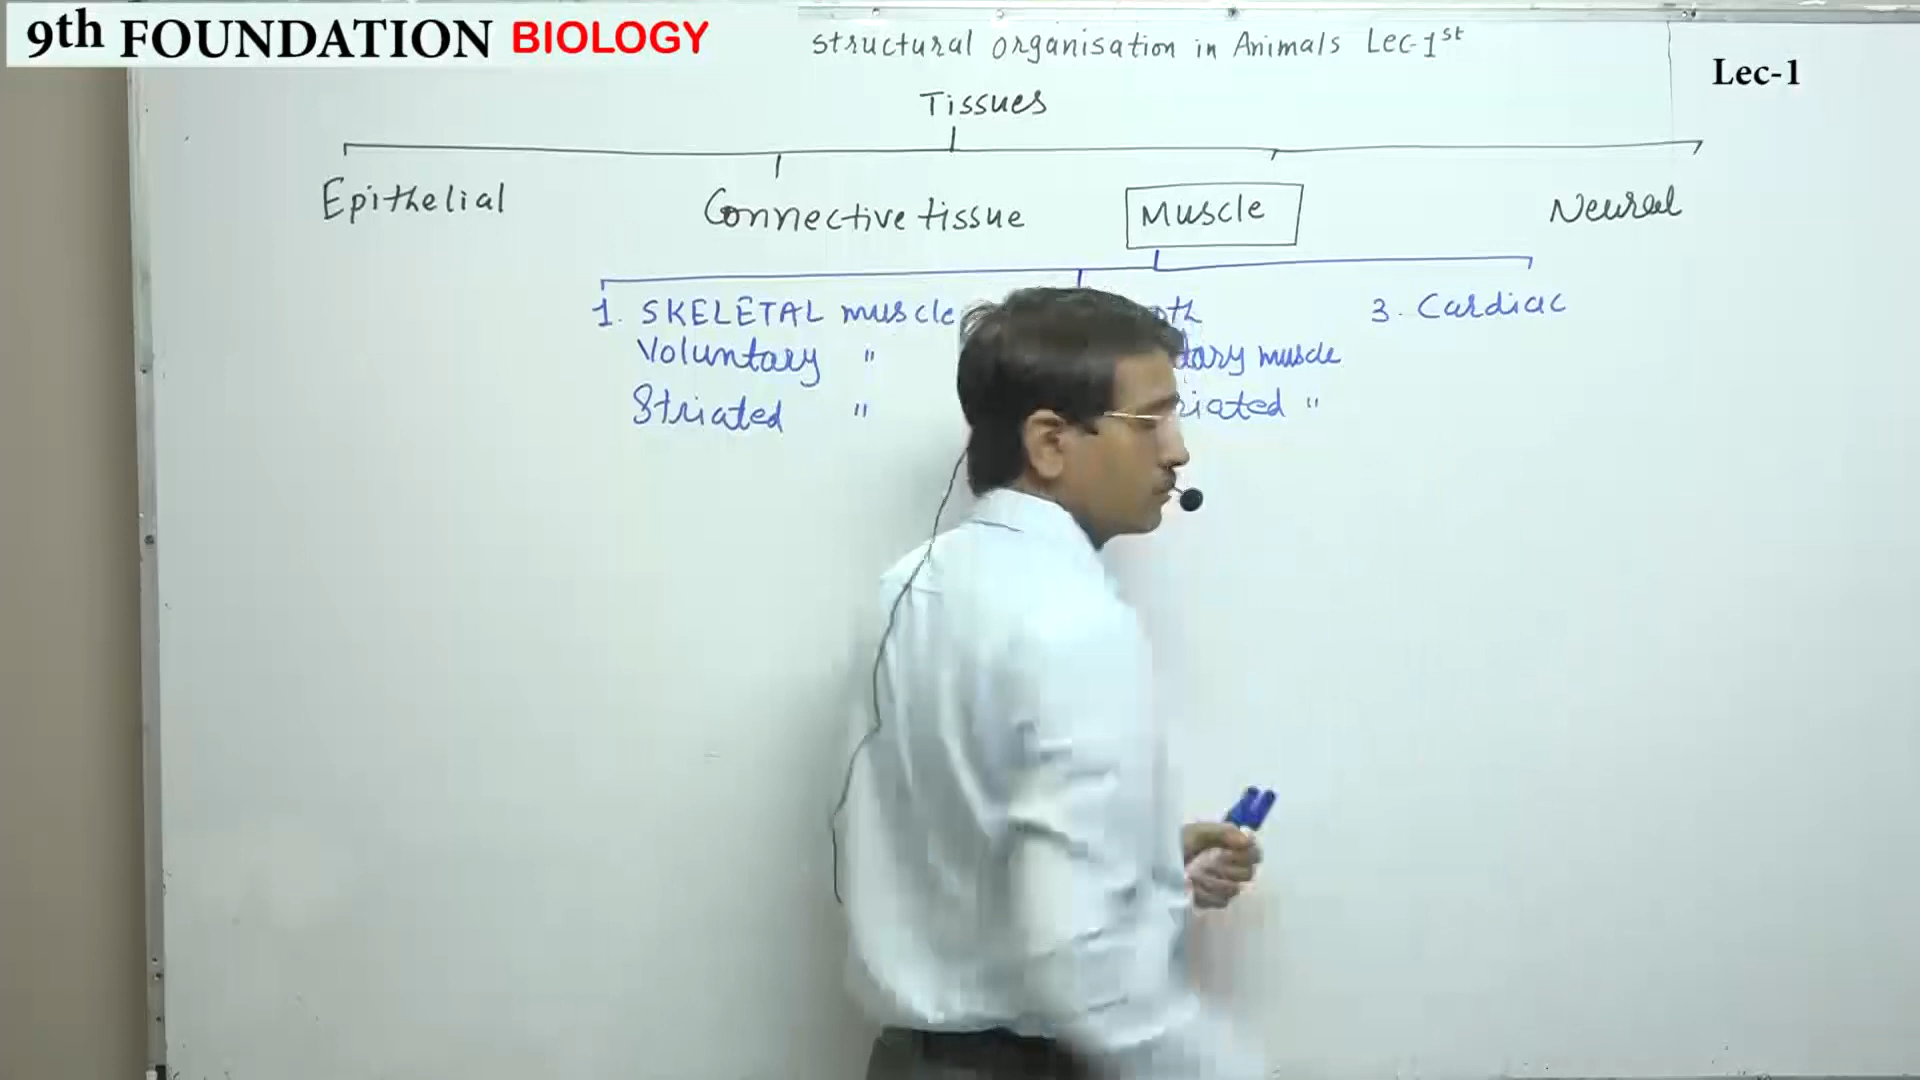 9th FOUNDATION BIOLOGY
structural organisation in Animals Lec-1st
Lec-1
Tissues
Epithelial Connective tissue Muscle Neural
1. SKELETAL muscle 3. Cardiac
Voluntary " muscle
Striated " "